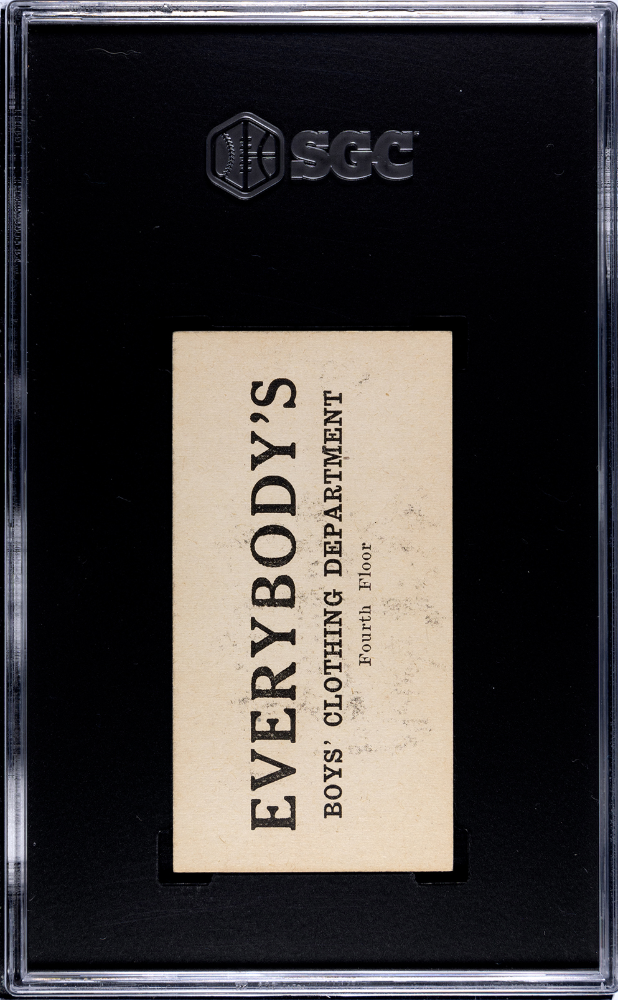 SGC
EVERYBODY'S
BOYS' CLOTHING DEPARTMENT
Fourth Floor